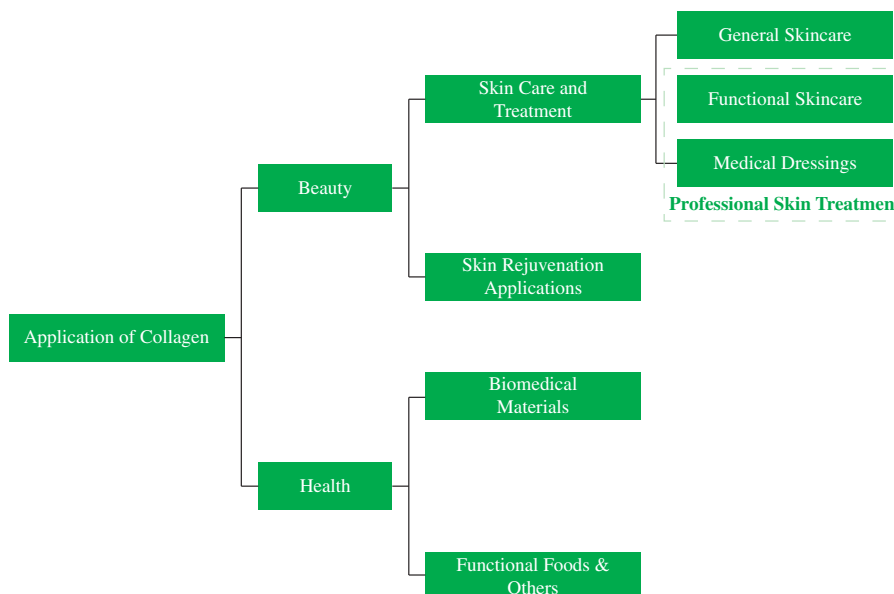 General Skincare
Skin Care and
Treatment
Functional Skincare
Medical Dressings
Professional Skin Treatmen
Beauty
Skin Rejuvenation
Applications
Application of Collagen
Biomedical
Materials
Health
Functional Foods &
Others